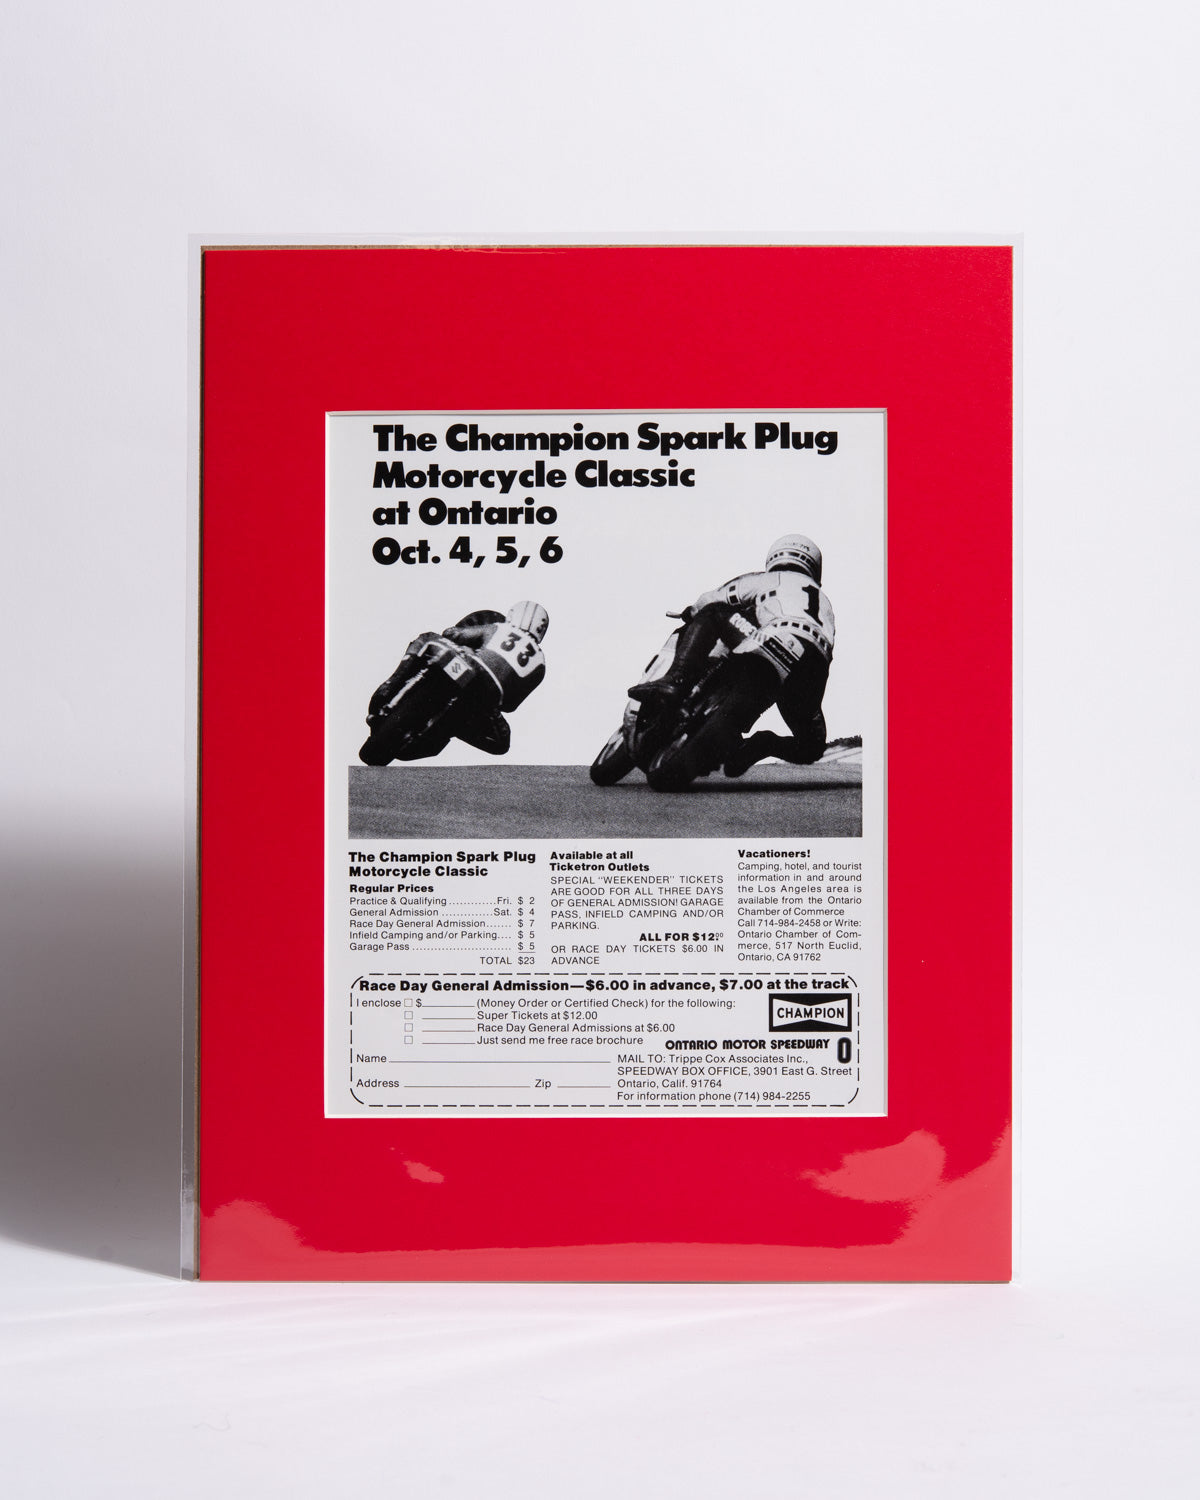 The Champion Spark Plug
Motorcycle Classic
at Ontario
Oct. 4, 5, 6
33
1
The Champion Spark Plug
Motorcycle Classic
Regular Prices
Practice & Qualifying ............Fri. $ 2
General Admission .............Sat. $ 4
Race Day General Admission...... $ 7
Infield Camping and/or Parking.... $ 5
Garage Pass ......................... $ 5
TOTAL $23
Available at all
Ticketron Outlets
SPECIAL "WEEKENDER" TICKETS
ARE GOOD FOR ALL THREE DAYS
OF GENERAL ADMISSION! GARAGE
PASS, INFIELD CAMPING AND/OR
PARKING.
ALL FOR $12.00
OR RACE DAY TICKETS $6.00 IN
ADVANCE
Vacationers!
Camping, hotel, and tourist
information in and around
the Los Angeles area is
available from the Ontario
Chamber of Commerce
Call 714-984-2458 or Write:
Ontario Chamber of Com-
merce, 517 North Euclid,
Ontario, CA 91762
Race Day General Admission—$6.00 in advance, $7.00 at the track
I enclose □ $________ (Money Order or Certified Check) for the following:
□ ________ Super Tickets at $12.00
□ ________ Race Day General Admissions at $6.00
□ ________ Just send me free race brochure
CHAMPION
ONTARIO MOTOR SPEEDWAY O
Name ________
Address ________ Zip ________
MAIL TO: Trippe Cox Associates Inc.,
SPEEDWAY BOX OFFICE, 3901 East G. Street
Ontario, Calif. 91764
For information phone (714) 984-2255